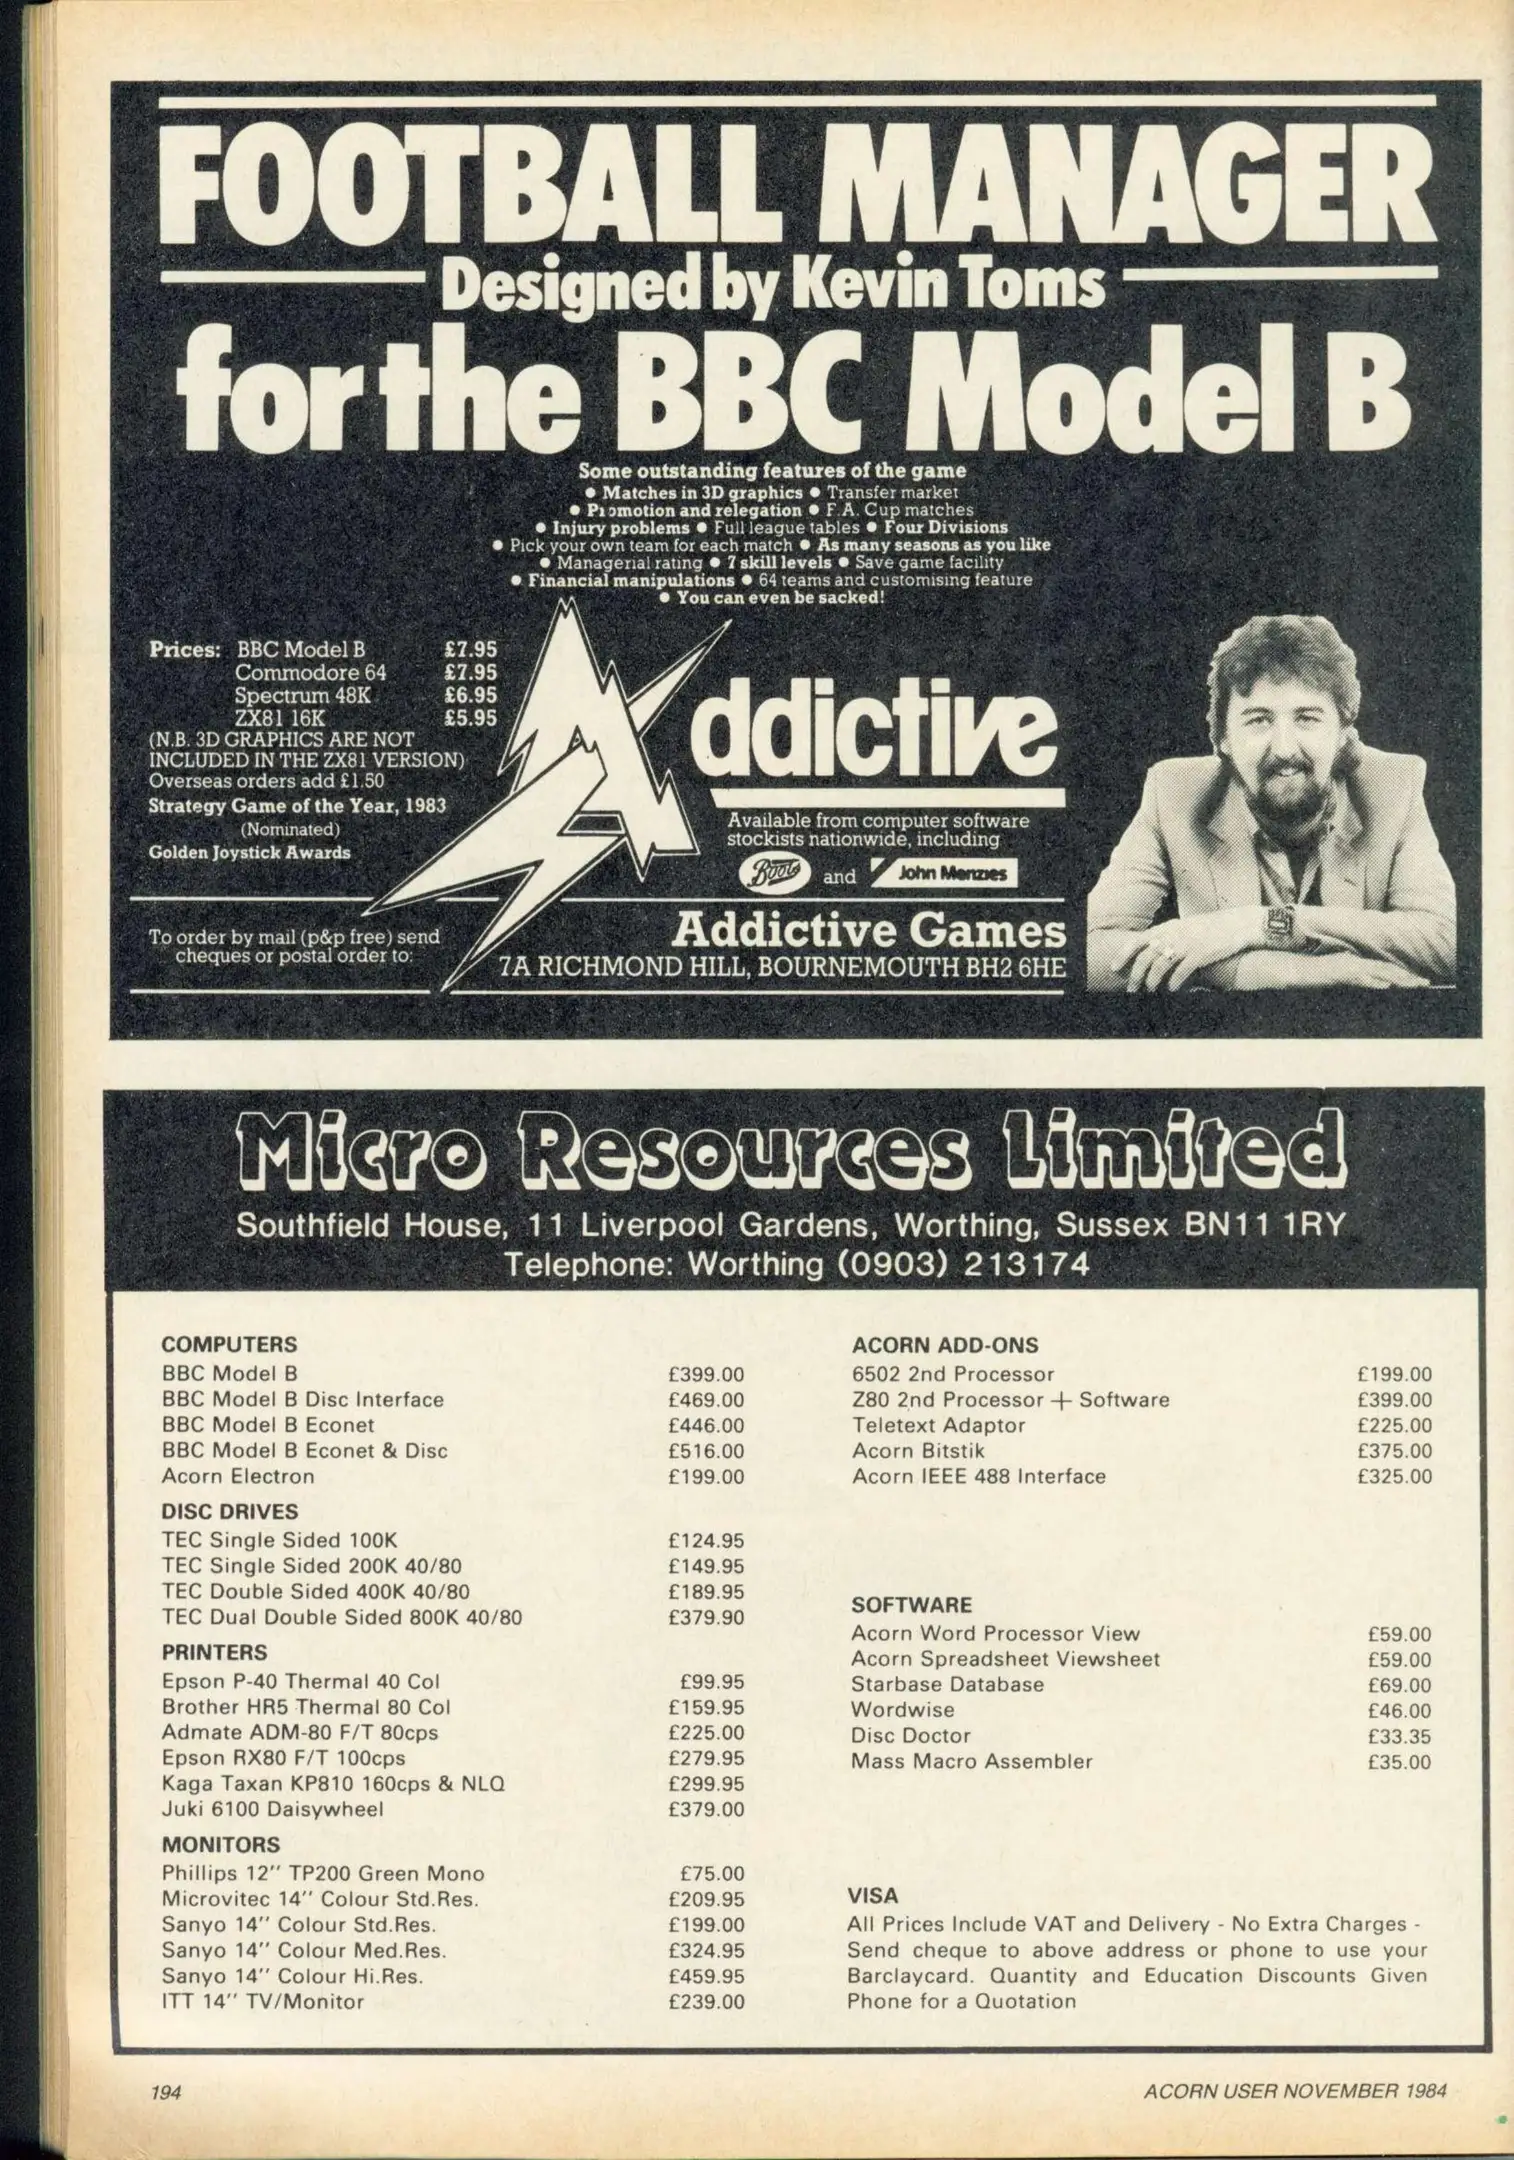 FOOTBALL MANAGER
Designed by Kevin Toms
for the BBC Model B
Some outstanding features of the game
● Matches in 3D graphics ● Transfer market
● Promotion and relegation ● F.A. Cup matches
● Injury problems ● Full league tables ● Four Divisions
● Pick your own team for each match ● As many seasons as you like
● Managerial rating ● 7 skill levels ● Save game facility
● Financial manipulations ● 64 teams and customising feature
● You can even be sacked!
Prices: BBC Model B £7.95
Commodore 64 £7.95
Spectrum 48K £6.95
ZX81 16K £5.95
(N.B. 3D GRAPHICS ARE NOT
INCLUDED IN THE ZX81 VERSION)
Overseas orders add £1.50
Strategy Game of the Year, 1983
(Nominated)
Golden Joystick Awards
To order by mail (p&p free) send
cheques or postal order to:
Addictive
Available from computer software
stockists nationwide, including
Boots and John Menzies
Addictive Games
7A RICHMOND HILL, BOURNEMOUTH BH2 6HE
Micro Resources Limited
Southfield House, 11 Liverpool Gardens, Worthing, Sussex BN11 1RY
Telephone: Worthing (0903) 213174
COMPUTERS
BBC Model B £399.00
BBC Model B Disc Interface £469.00
BBC Model B Econet £446.00
BBC Model B Econet & Disc £516.00
Acorn Electron £199.00
DISC DRIVES
TEC Single Sided 100K £124.95
TEC Single Sided 200K 40/80 £149.95
TEC Double Sided 400K 40/80 £189.95
TEC Dual Double Sided 800K 40/80 £379.90
PRINTERS
Epson P-40 Thermal 40 Col £99.95
Brother HR5 Thermal 80 Col £159.95
Admate ADM-80 F/T 80cps £225.00
Epson RX80 F/T 100cps £279.95
Kaga Taxan KP810 160cps & NLQ £299.95
Juki 6100 Daisywheel £379.00
MONITORS
Phillips 12" TP200 Green Mono £75.00
Microvitec 14" Colour Std.Res. £209.95
Sanyo 14" Colour Std.Res. £199.00
Sanyo 14" Colour Med.Res. £324.95
Sanyo 14" Colour Hi.Res. £459.95
ITT 14" TV/Monitor £239.00
ACORN ADD-ONS
6502 2nd Processor £199.00
Z80 2nd Processor + Software £399.00
Teletext Adaptor £225.00
Acorn Bitstik £375.00
Acorn IEEE 488 Interface £325.00
SOFTWARE
Acorn Word Processor View £59.00
Acorn Spreadsheet Viewsheet £59.00
Starbase Database £69.00
Wordwise £46.00
Disc Doctor £33.35
Mass Macro Assembler £35.00
VISA
All Prices Include VAT and Delivery - No Extra Charges -
Send cheque to above address or phone to use your
Barclaycard. Quantity and Education Discounts Given
Phone for a Quotation
194
ACORN USER NOVEMBER 1984